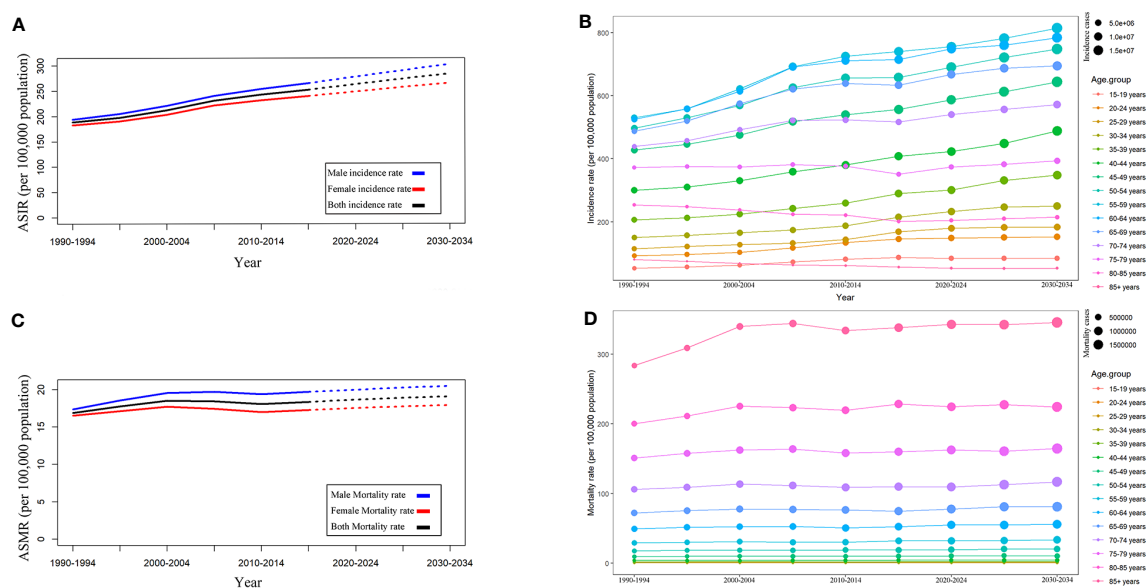 A
ASIR (per 100,000 population)
300
250
200
150
100
50
0
Male incidence rate
Female incidence rate
Both incidence rate
1990-1994
2000-2004
2010-2014
2020-2024
2030-2034
Year
B
Incidence rate (per 100,000 population)
800
600
400
200
1990-1994
2000-2004
2010-2014
2020-2024
2030-2034
Year
Incidence cases
5.0e+06
1.0e+07
1.5e+07
Age.group
15-19 years
20-24 years
25-29 years
30-34 years
35-39 years
40-44 years
45-49 years
50-54 years
55-59 years
60-64 years
65-69 years
70-74 years
75-79 years
80-85 years
85+ years
C
ASMR (per 100,000 population)
20
15
10
5
0
Male Mortality rate
Female Mortality rate
Both Mortality rate
1990-1994
2000-2004
2010-2014
2020-2024
2030-2034
Year
D
Mortality rate (per 100,000 population)
300
200
100
0
1990-1994
2000-2004
2010-2014
2020-2024
2030-2034
Year
Mortality cases
500000
1000000
1500000
Age.group
15-19 years
20-24 years
25-29 years
30-34 years
35-39 years
40-44 years
45-49 years
50-54 years
55-59 years
60-64 years
65-69 years
70-74 years
75-79 years
80-85 years
85+ years